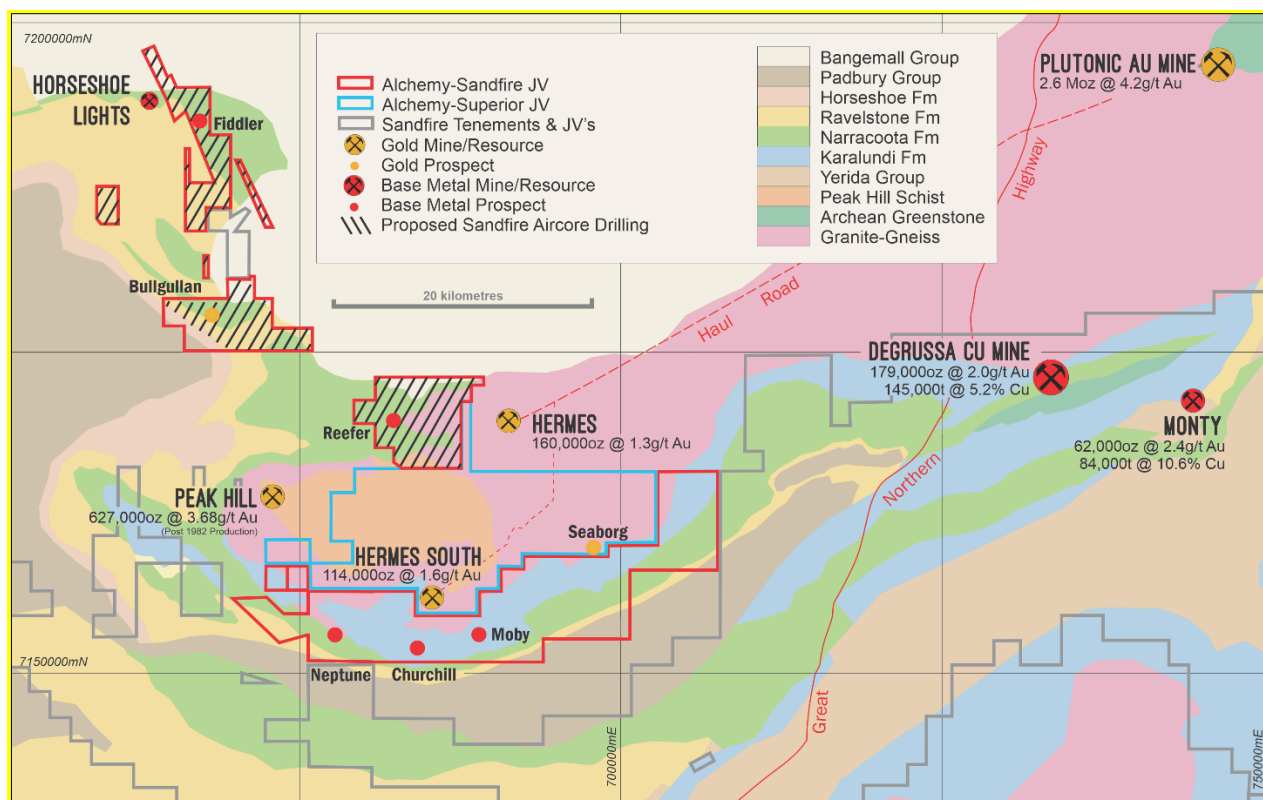 7200000mN
HORSESHOE
LIGHTS
Fiddler
Bullgullan
Alchemy-Sandfire JV
Alchemy-Superior JV
Sandfire Tenements & JV's
Gold Mine/Resource
Gold Prospect
Base Metal Mine/Resource
Base Metal Prospect
Proposed Sandfire Aircore Drilling
20 kilometres
Bangemall Group
Padbury Group
Horseshoe Fm
Ravelstone Fm
Narracoota Fm
Karalundi Fm
Yerida Group
Peak Hill Schist
Archean Greenstone
Granite-Gneiss
PLUTONIC AU MINE
2.6 Moz @ 4.2g/t Au
Highway
Haul Road
DEGRUSSA CU MINE
179,000oz @ 2.0g/t Au
145,000t @ 5.2% Cu
MONTY
62,000oz @ 2.4g/t Au
84,000t @ 10.6% Cu
Reefer
HERMES
160,000oz @ 1.3g/t Au
PEAK HILL
627,000oz @ 3.68g/t Au
(Post 1982 Production)
Northern
Seaborg
HERMES SOUTH
114,000oz @ 1.6g/t Au
Moby
Neptune
Churchill
7150000mN
Great
700000mE
750000mE